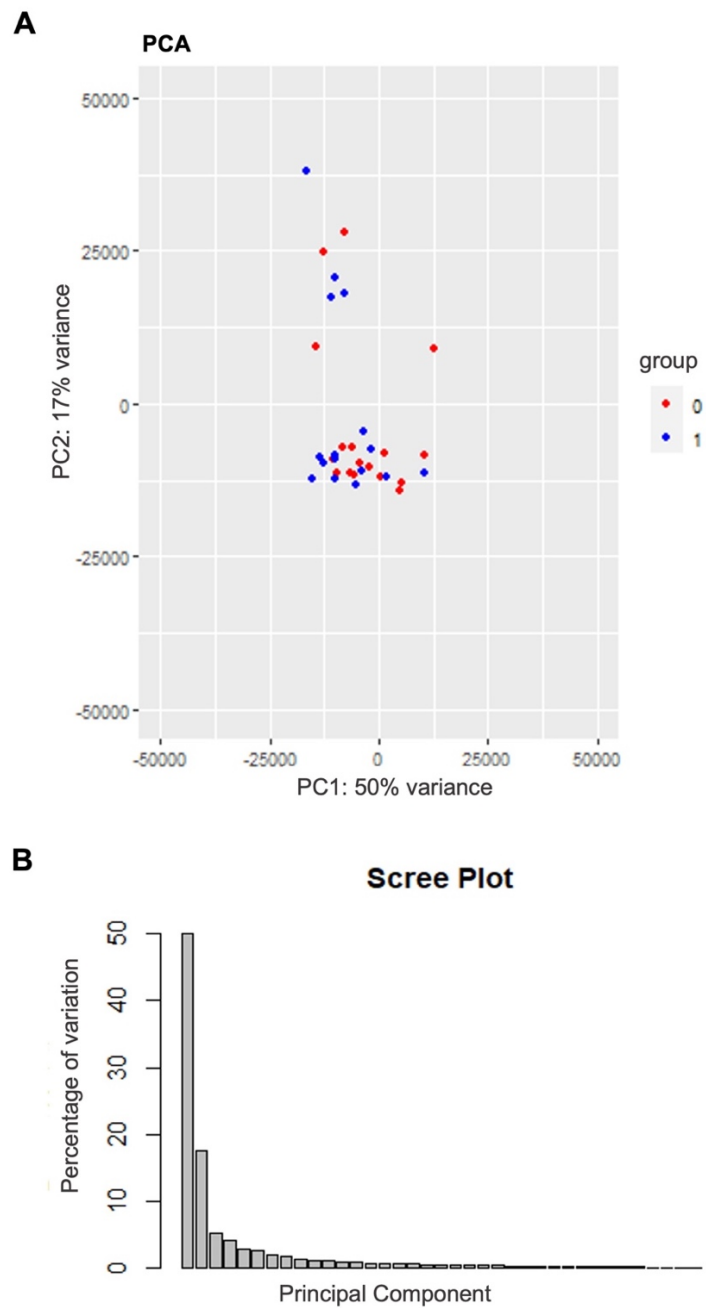 A
PCA
50000
25000
0
-25000
-50000
PC2: 17% variance
-50000 -25000 0 25000 50000
PC1: 50% variance
group
0
1
B
Scree Plot
50
40
30
20
10
0
Percentage of variation
Principal Component